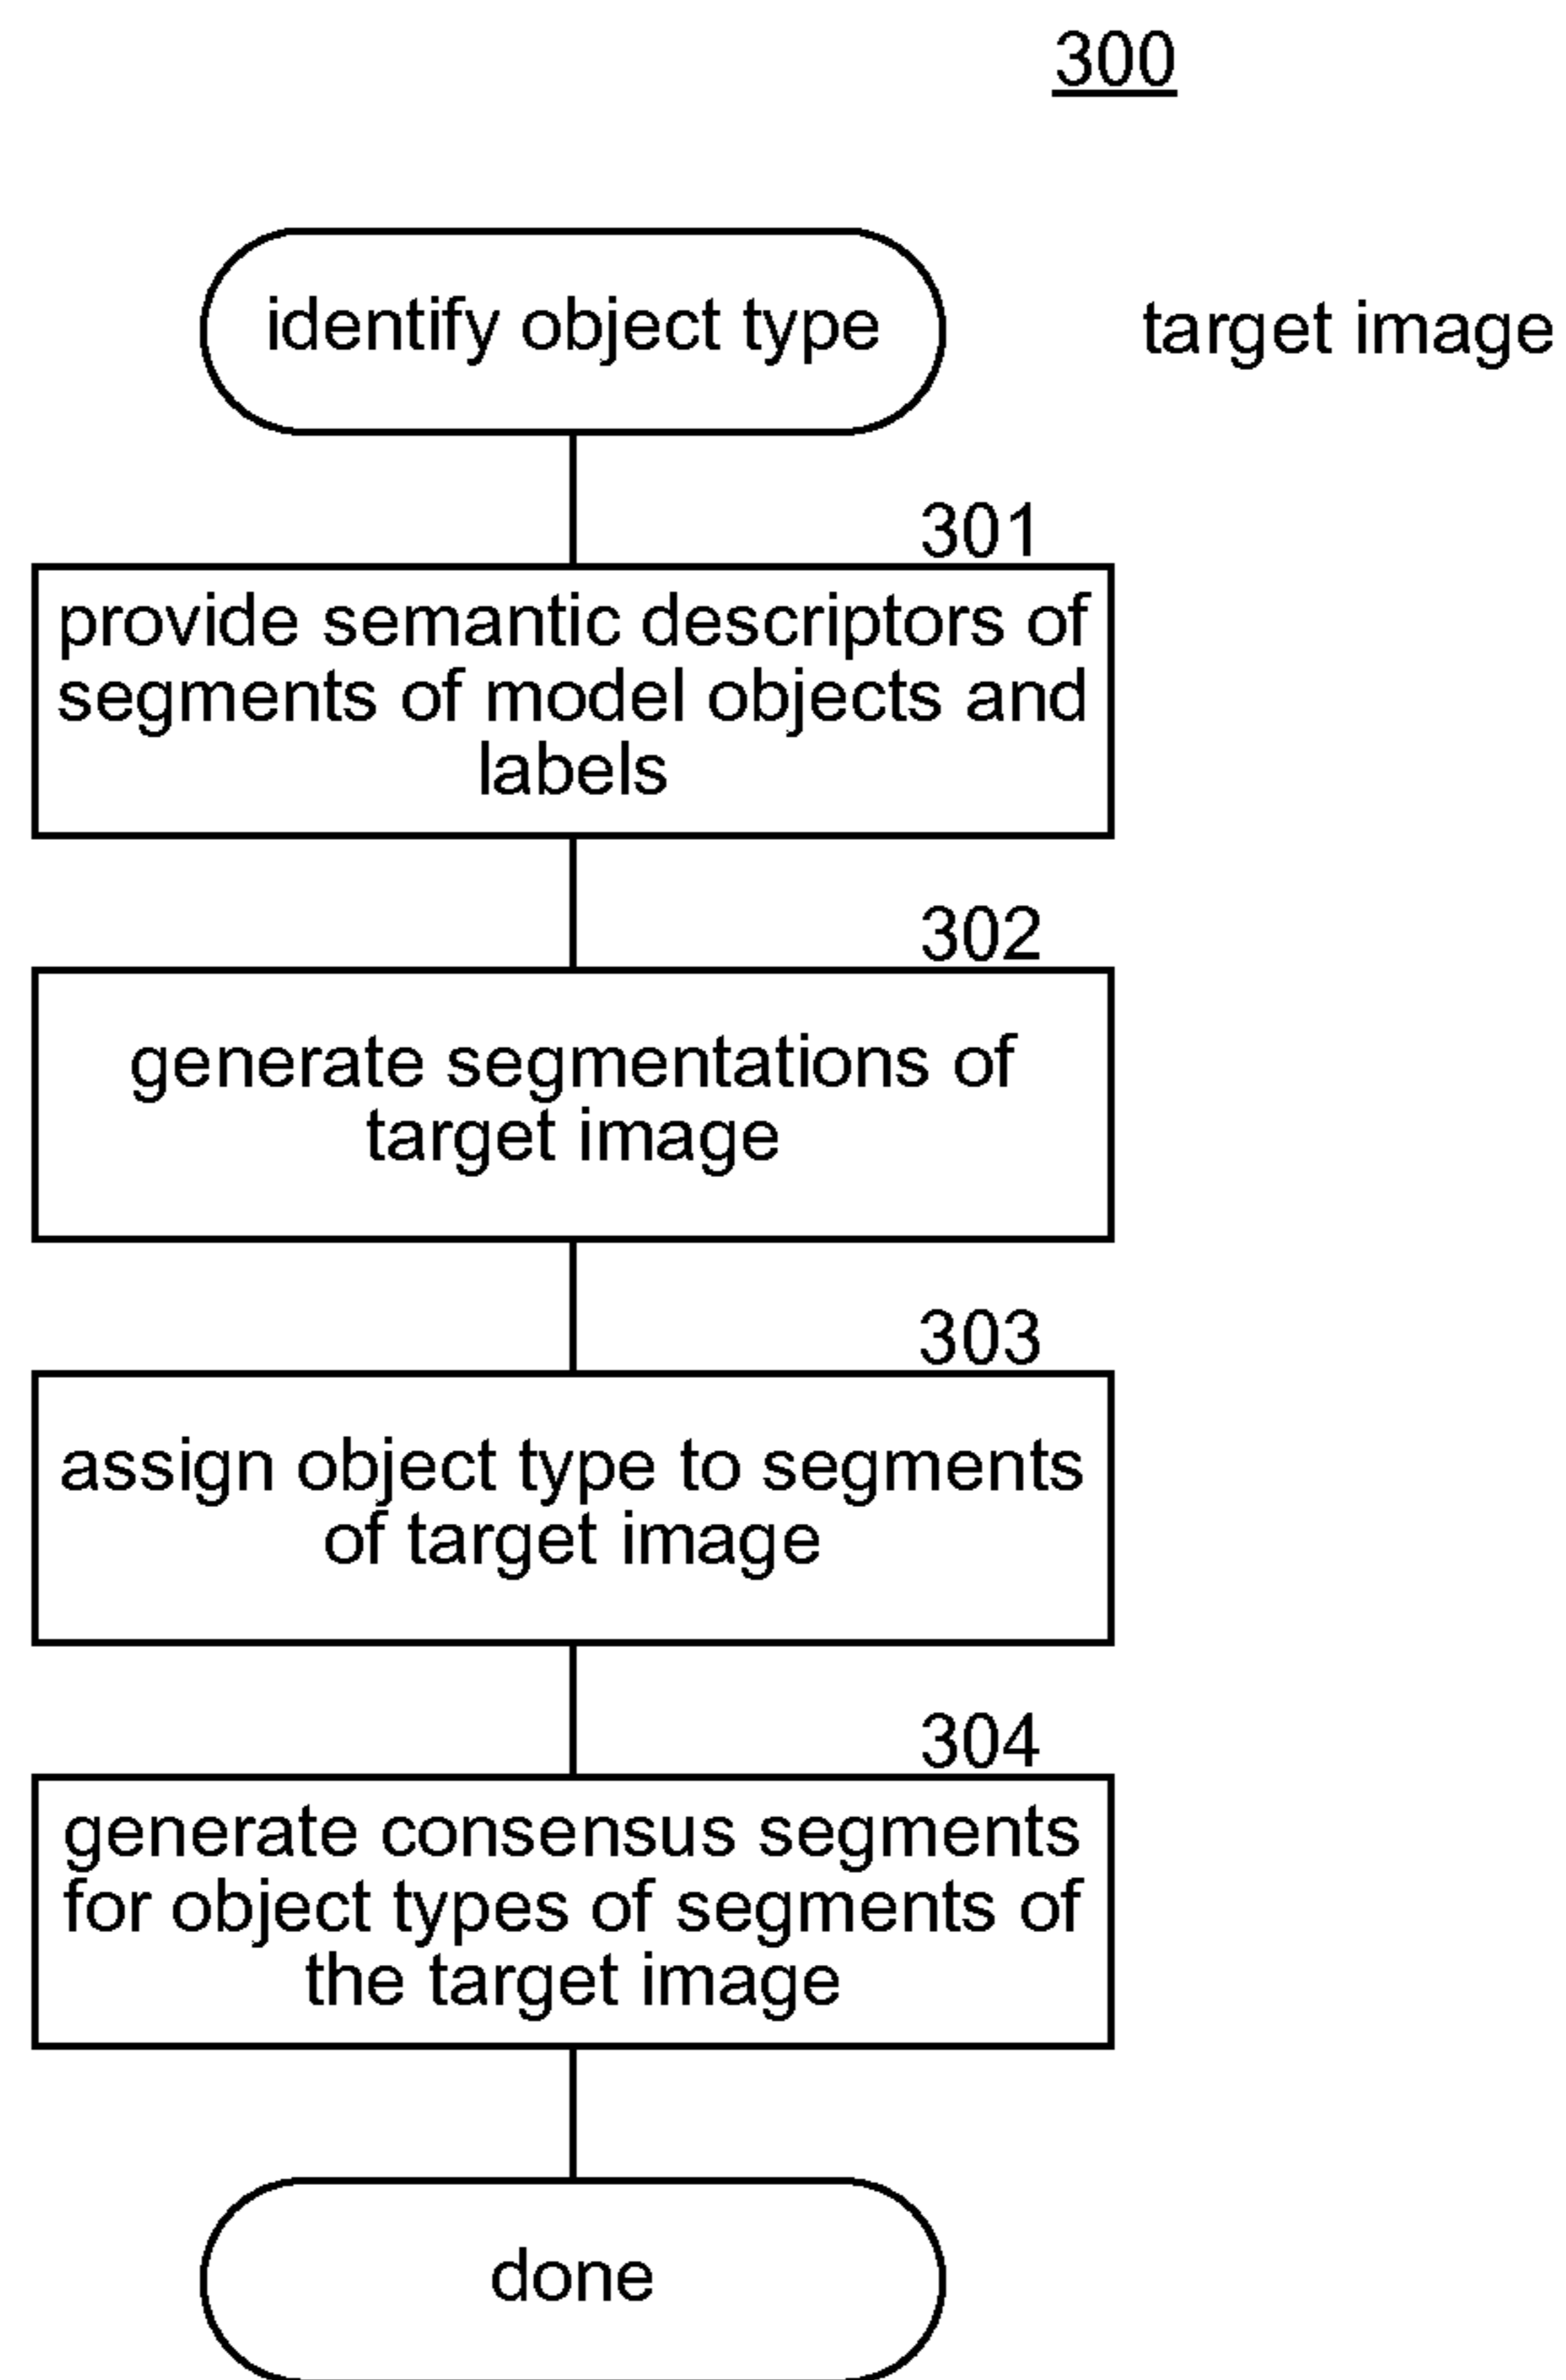 300
identify object type
target image
301
provide semantic descriptors of
segments of model objects and
labels
302
generate segmentations of
target image
303
assign object type to segments
of target image
304
generate consensus segments
for object types of segments of
the target image
done